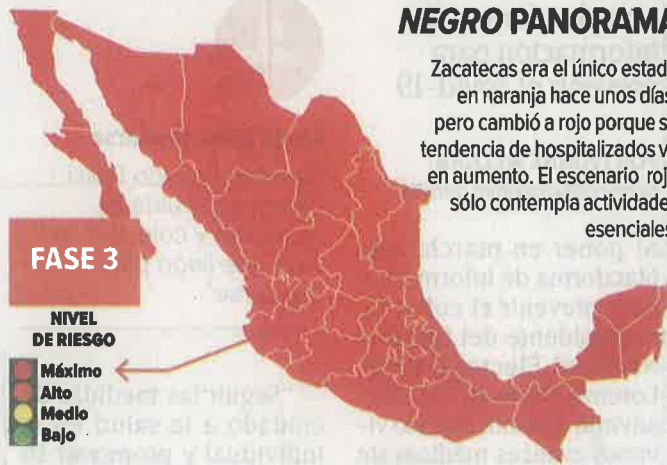 NEGRO PANORAMA
Zacatecas era el único estad
en naranja hace unos días
pero cambió a rojo porque s
tendencia de hospitalizados v
en aumento. El escenario roj
sólo contempla actividade
esenciales
FASE 3
NIVEL
DE RIESGO
Máximo
Alto
Medio
Bajo